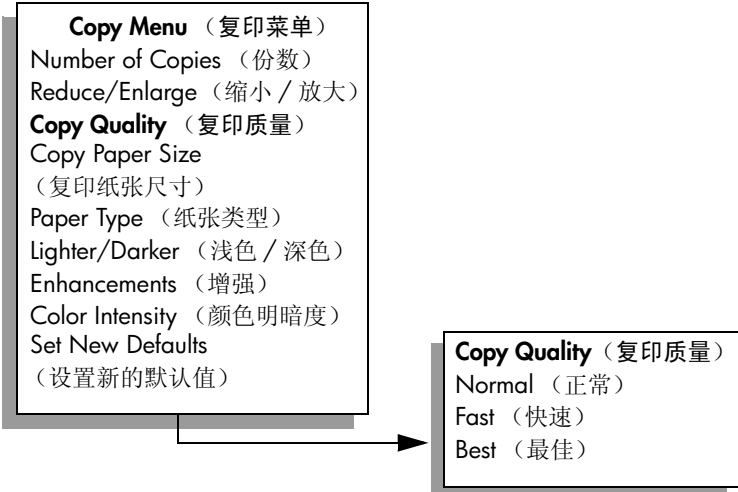 Copy Menu （复印菜单）
Number of Copies （份数）
Reduce/Enlarge（缩小 / 放大）
Copy Quality （复印质量）
Copy Paper Size
（复印纸张尺寸）
Paper Type （纸张类型）
Lighter/Darker （浅色 / 深色）
Enhancements （增强）
Color Intensity （颜色明暗度）
Set New Defaults
（设置新的默认值）
Copy Quality（复印质量）
Normal （正常）
Fast （快速）
Best （最佳）